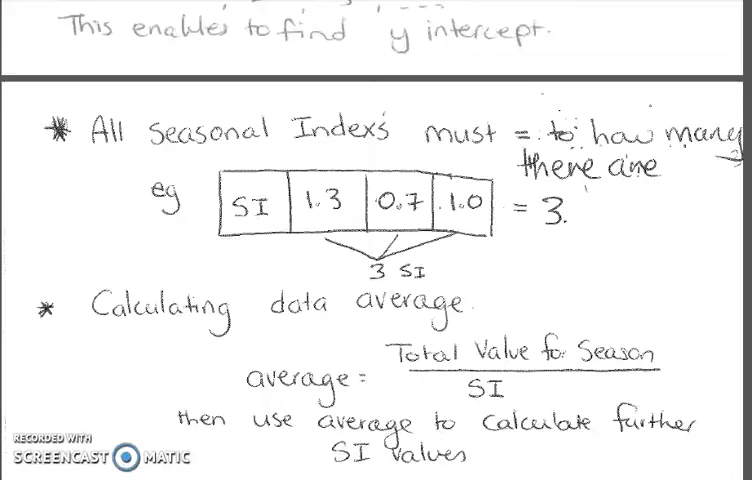 This enables to find y intercept.
* All Seasonal Indexs must = to how many
there are
eg SI 1.3 0.7 1.0 = 3.
3 SI
* Calculating data average.
average = Total Value for Season
SI
then use average to calculate further
SI values
RECORDED WITH
SCREENCAST O MATIC